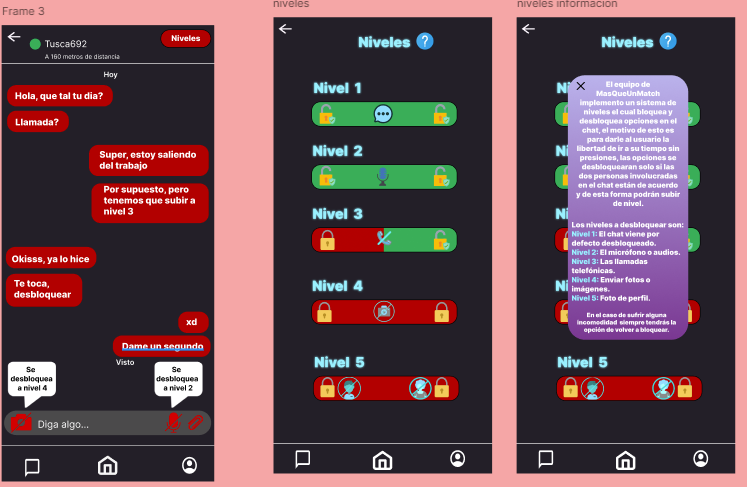 Frame 3
Tusca692
A 160 metros de distancia
Niveles
Hoy
Hola, que tal tu dia?
Llamada?
Super, estoy saliendo
del trabajo
Por supuesto, pero
tenemos que subir a
nivel 3
Okisss, ya lo hice
Te toca,
desbloquear
xd
Dame un segundo
Visto
Se
desbloquea
a nivel 4
Se
desbloquea
a nivel 2
Diga algo...
niveles
Niveles ?
Nivel 1
Nivel 2
Nivel 3
Nivel 4
Nivel 5
niveles informacion
Niveles ?
El equipo de
MasQueUnMatch
implemento un sistema de
niveles el cual bloquea y
desbloquea opciones en el
chat, el motivo de esto es
para darle al usuario la
libertad de ir a su tiempo sin
presiones, las opciones se
desbloquearan solo si las
dos personas involucradas
en el chat están de acuerdo
y de esta forma podrán subir
de nivel.
Los niveles a desbloquear son:
Nivel 1: El chat viene por
defecto desbloqueado.
Nivel 2: El micrófono o audios.
Nivel 3: Las llamadas
telefónicas.
Nivel 4: Enviar fotos o
imágenes.
Nivel 5: Foto de perfil.
En el caso de sufrir alguna
incomodidad siempre tendrás la
opción de volver a bloquear.
Ni
Ni
Ni
Ni
Nivel 5